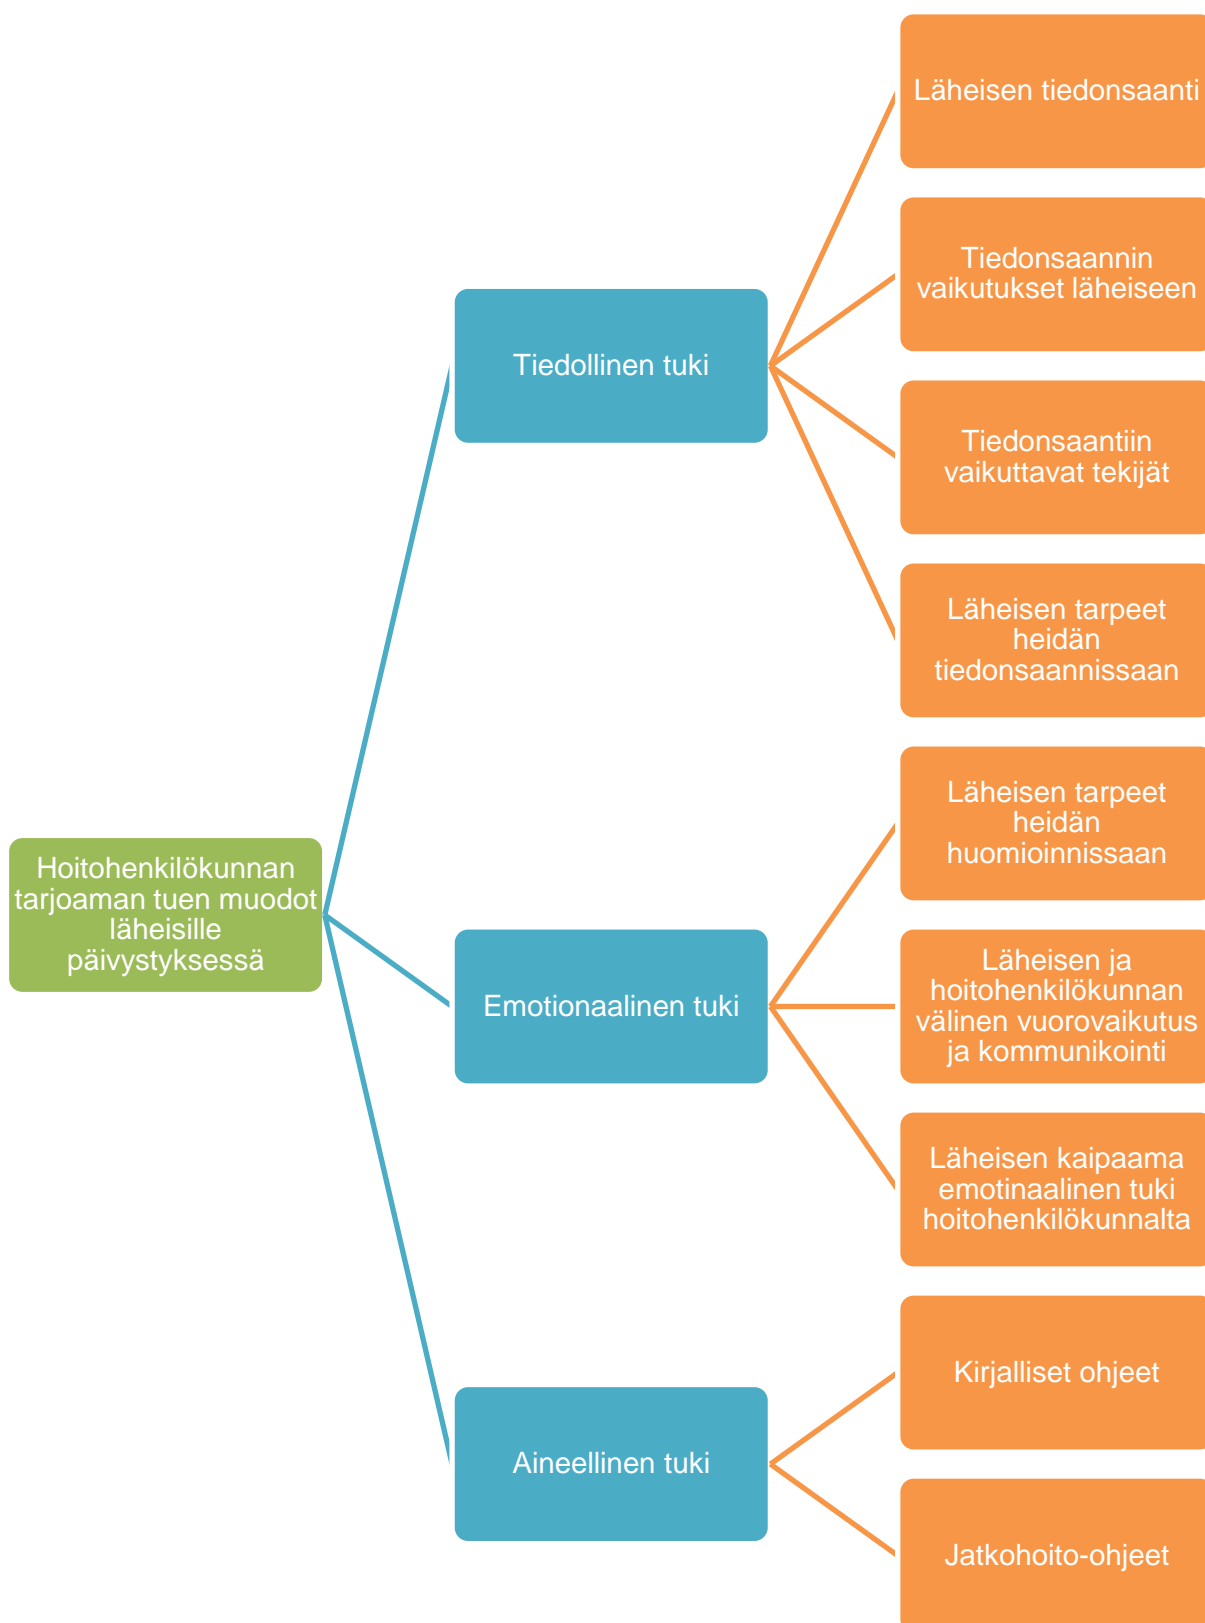 Hoitohenkilökunnan
tarjoaman tuen muodot
läheisille
päivystyksessä
Tiedollinen tuki
Läheisen tiedonsaanti
Tiedonsaannin
vaikutukset läheiseen
Tiedonsaantiin
vaikuttavat tekijät
Läheisen tarpeet
heidän
tiedonsaannissaan
Emotionaalinen tuki
Läheisen tarpeet
heidän
huomioinnissaan
Läheisen ja
hoitohenkilökunnan
välinen vuorovaikutus
ja kommunikointi
Läheisen kaipaama
emotinaalinen tuki
hoitohenkilökunnalta
Aineellinen tuki
Kirjalliset ohjeet
Jatkohoito-ohjeet